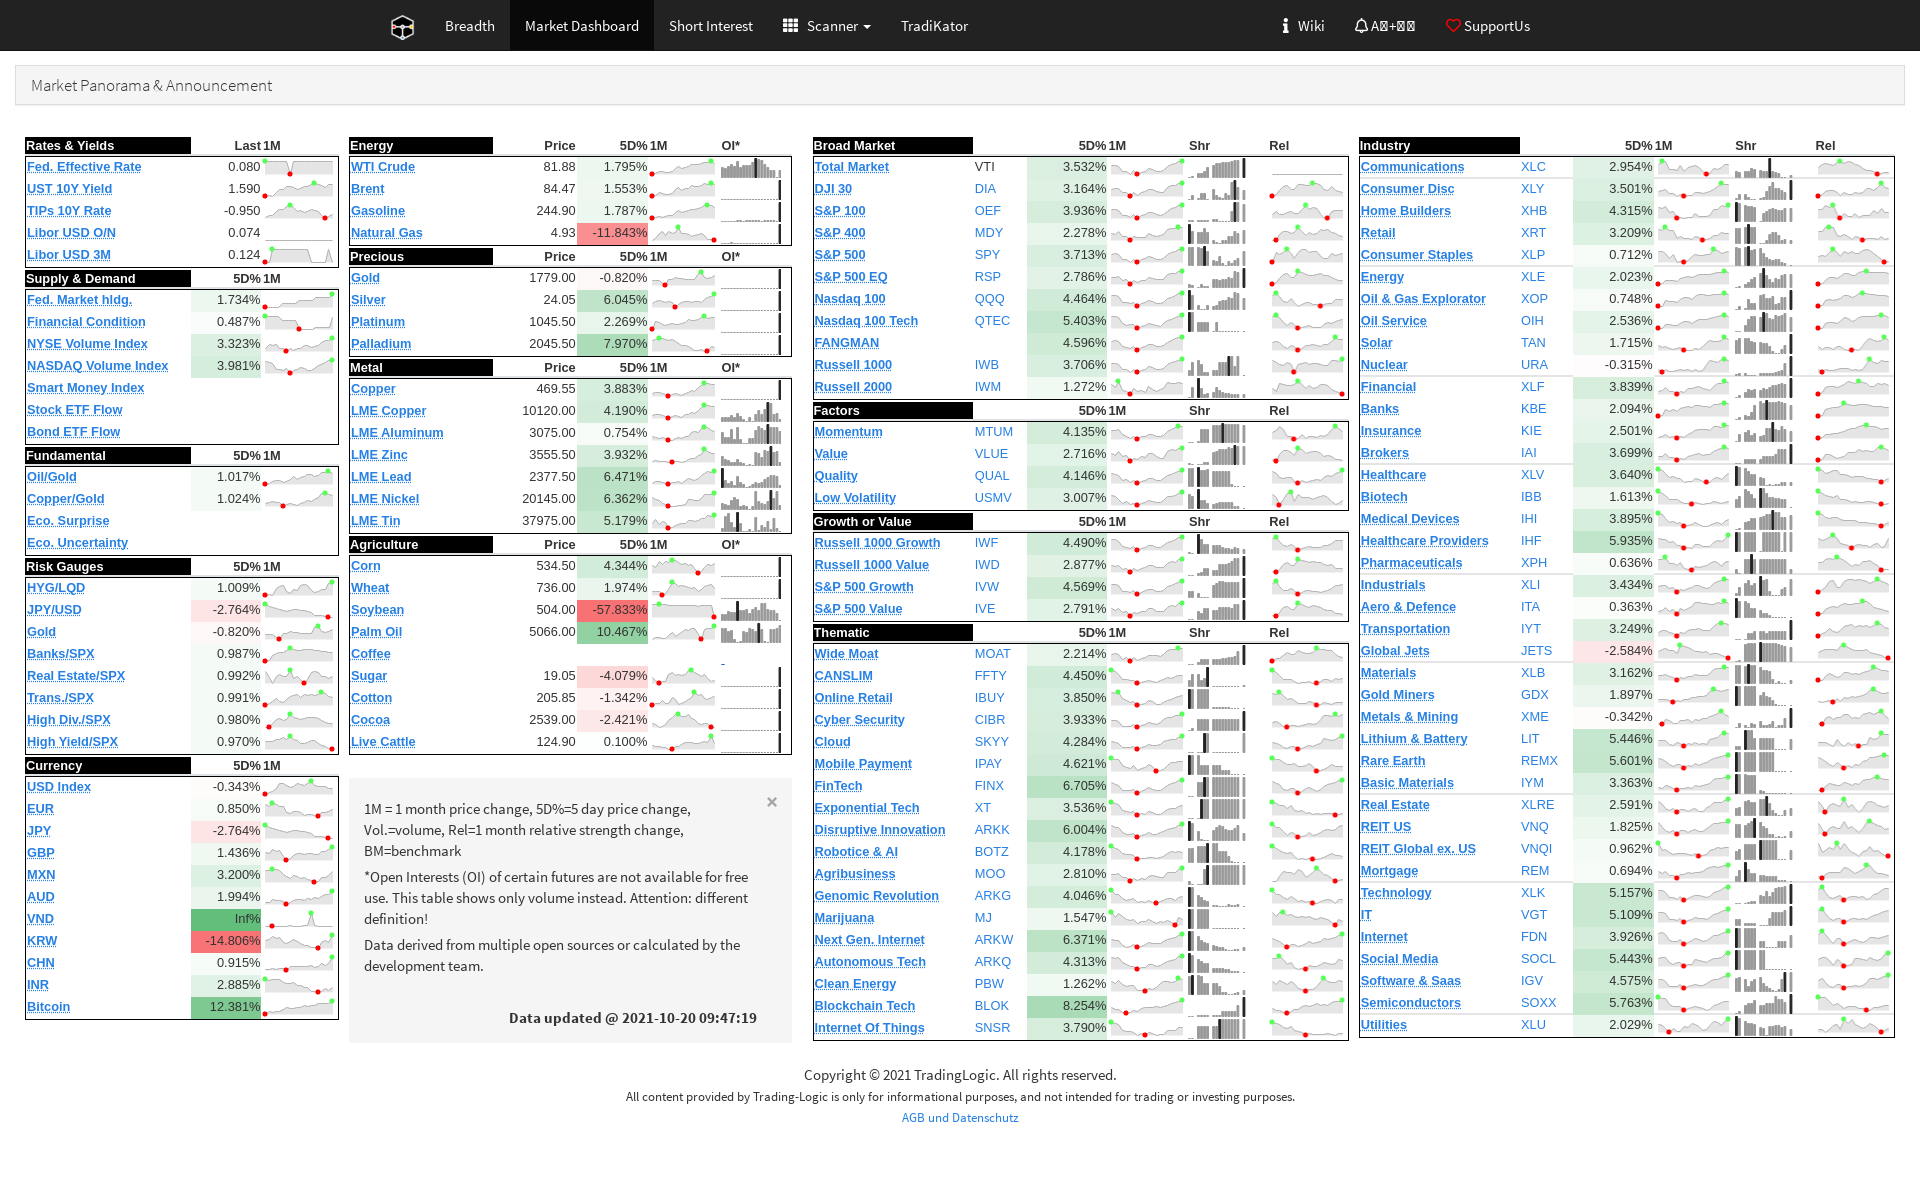 Breadth Market Dashboard Short Interest Scanner TradiKator Wiki SupportUs
Market Panorama & Announcement
Rates & Yields Last 1M
Fed. Effective Rate 0.080
UST 10Y Yield 1.590
TIPs 10Y Rate -0.950
Libor USD O/N 0.074
Libor USD 3M 0.124
Supply & Demand 5D% 1M
Fed. Market hldg. 1.734%
Financial Condition 0.487%
NYSE Volume Index 3.323%
NASDAQ Volume Index 3.981%
Smart Money Index
Stock ETF Flow
Bond ETF Flow
Fundamental 5D% 1M
Oil/Gold 1.017%
Copper/Gold 1.024%
Eco. Surprise
Eco. Uncertainty
Risk Gauges 5D% 1M
HYG/LQD 1.009%
JPY/USD -2.764%
Gold -0.820%
Banks/SPX 0.987%
Real Estate/SPX 0.992%
Trans./SPX 0.991%
High Div./SPX 0.980%
High Yield/SPX 0.970%
Currency 5D% 1M
USD Index -0.343%
EUR 0.850%
JPY -2.764%
GBP 1.436%
MXN 3.200%
AUD 1.994%
VND Inf%
KRW -14.806%
CHN 0.915%
INR 2.885%
Bitcoin 12.381%
Energy Price 5D% 1M OI*
WTI Crude 81.88 1.795%
Brent 84.47 1.553%
Gasoline 244.90 1.787%
Natural Gas 4.93 -11.843%
Precious Price 5D% 1M OI*
Gold 1779.00 -0.820%
Silver 24.05 6.045%
Platinum 1045.50 2.269%
Palladium 2045.50 7.970%
Metal Price 5D% 1M OI*
Copper 469.55 3.883%
LME Copper 10120.00 4.190%
LME Aluminum 3075.00 0.754%
LME Zinc 3555.50 3.932%
LME Lead 2377.50 6.471%
LME Nickel 20145.00 6.362%
LME Tin 37975.00 5.179%
Agriculture Price 5D% 1M OI*
Corn 534.50 4.344%
Wheat 736.00 1.974%
Soybean 504.00 -57.833%
Palm Oil 5066.00 10.467%
Coffee -
Sugar 19.05 -4.079%
Cotton 205.85 -1.342%
Cocoa 2539.00 -2.421%
Live Cattle 124.90 0.100%
×
1M = 1 month price change, 5D%=5 day price change,
Vol.=volume, Rel=1 month relative strength change,
BM=benchmark
*Open Interests (OI) of certain futures are not available for free
use. This table shows only volume instead. Attention: different
definition!
Data derived from multiple open sources or calculated by the
development team.
Data updated @ 2021-10-20 09:47:19
Broad Market 5D% 1M Shr Rel
Total Market VTI 3.532%
DJI 30 DIA 3.164%
S&P 100 OEF 3.936%
S&P 400 MDY 2.278%
S&P 500 SPY 3.713%
S&P 500 EQ RSP 2.786%
Nasdaq 100 QQQ 4.464%
Nasdaq 100 Tech QTEC 5.403%
FANGMAN 4.596%
Russell 1000 IWB 3.706%
Russell 2000 IWM 1.272%
Factors 5D% 1M Shr Rel
Momentum MTUM 4.135%
Value VLUE 2.716%
Quality QUAL 4.146%
Low Volatility USMV 3.007%
Growth or Value 5D% 1M Shr Rel
Russell 1000 Growth IWF 4.490%
Russell 1000 Value IWD 2.877%
S&P 500 Growth IVW 4.569%
S&P 500 Value IVE 2.791%
Thematic 5D% 1M Shr Rel
Wide Moat MOAT 2.214%
CANSLIM FFTY 4.450%
Online Retail IBUY 3.850%
Cyber Security CIBR 3.933%
Cloud SKYY 4.284%
Mobile Payment IPAY 4.621%
FinTech FINX 6.705%
Exponential Tech XT 3.536%
Disruptive Innovation ARKK 6.004%
Robotice & AI BOTZ 4.178%
Agribusiness MOO 2.810%
Genomic Revolution ARKG 4.046%
Marijuana MJ 1.547%
Next Gen. Internet ARKW 6.371%
Autonomous Tech ARKQ 4.313%
Clean Energy PBW 1.262%
Blockchain Tech BLOK 8.254%
Internet Of Things SNSR 3.790%
Industry 5D% 1M Shr Rel
Communications XLC 2.954%
Consumer Disc XLY 3.501%
Home Builders XHB 4.315%
Retail XRT 3.209%
Consumer Staples XLP 0.712%
Energy XLE 2.023%
Oil & Gas Explorator XOP 0.748%
Oil Service OIH 2.536%
Solar TAN 1.715%
Nuclear URA -0.315%
Financial XLF 3.839%
Banks KBE 2.094%
Insurance KIE 2.501%
Brokers IAI 3.699%
Healthcare XLV 3.640%
Biotech IBB 1.613%
Medical Devices IHI 3.895%
Healthcare Providers IHF 5.935%
Pharmaceuticals XPH 0.636%
Industrials XLI 3.434%
Aero & Defence ITA 0.363%
Transportation IYT 3.249%
Global Jets JETS -2.584%
Materials XLB 3.162%
Gold Miners GDX 1.897%
Metals & Mining XME -0.342%
Lithium & Battery LIT 5.446%
Rare Earth REMX 5.601%
Basic Materials IYM 3.363%
Real Estate XLRE 2.591%
REIT US VNQ 1.825%
REIT Global ex. US VNQI 0.962%
Mortgage REM 0.694%
Technology XLK 5.157%
IT VGT 5.109%
Internet FDN 3.926%
Social Media SOCL 5.443%
Software & Saas IGV 4.575%
Semiconductors SOXX 5.763%
Utilities XLU 2.029%
Copyright © 2021 TradingLogic. All rights reserved.
All content provided by Trading-Logic is only for informational purposes, and not intended for trading or investing purposes.
AGB und Datenschutz